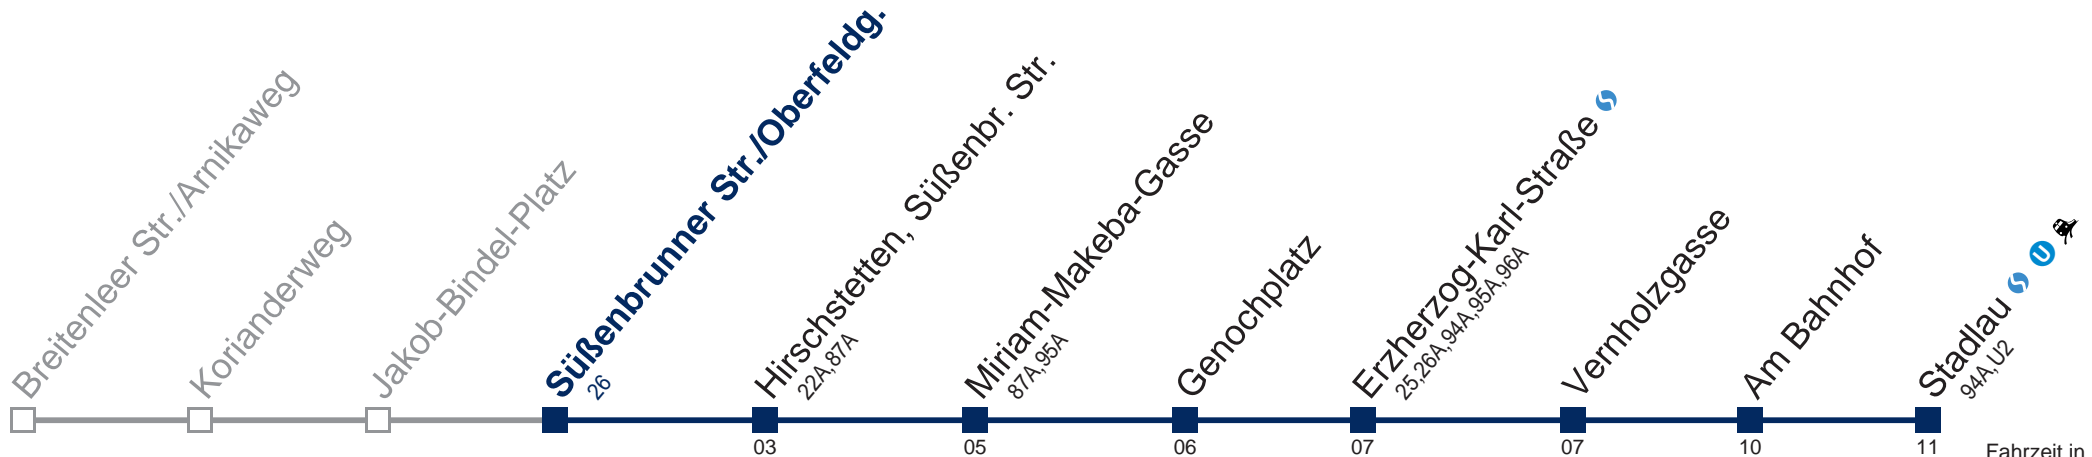 Breitenleer Str./Arnikaweg
Korianderweg
Jakob-Bindel-Platz
Süßenbrunner Str./Oberfeldg.
26
Hirschstetten, Süßenbr. Str.
22A,87A
Miriam-Makeba-Gasse
87A,95A
Genochplatz
Erzherzog-Karl-Straße S
25,26A,94A,95A,96A
Vernholzgasse
Am Bahnhof
Stadlau S U
94A,U2
03 05 06 07 07 10 11 Fahrzeit in